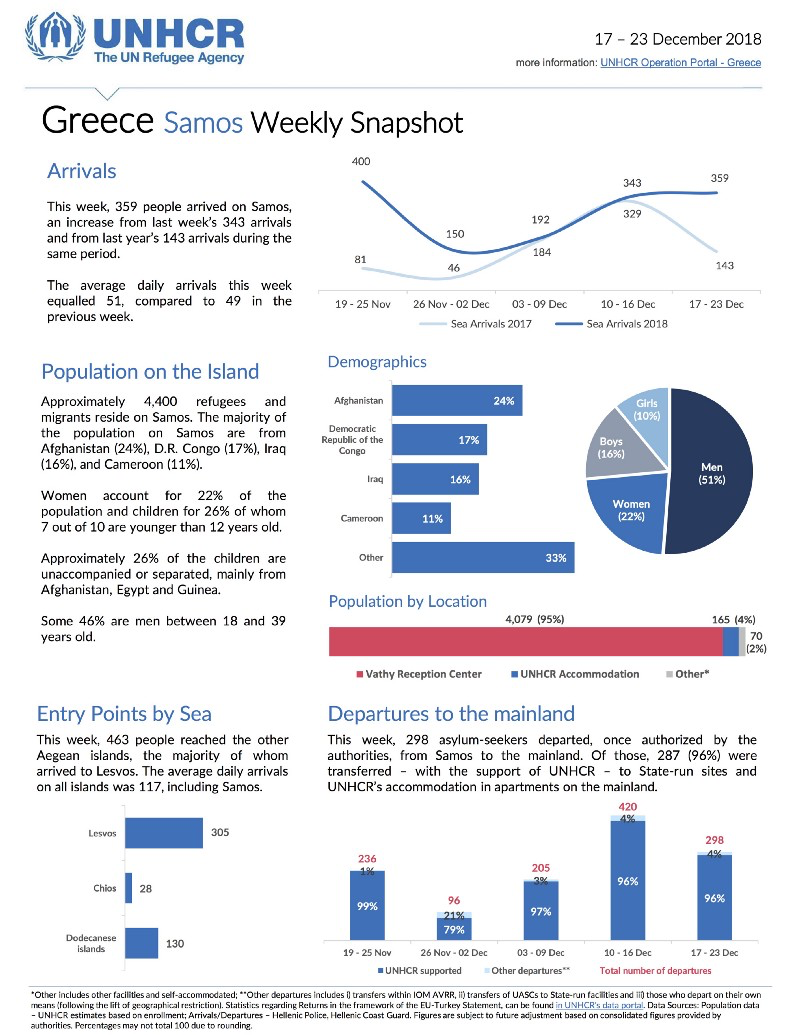 UNHCR
The UN Refugee Agency
17 – 23 December 2018
more information: UNHCR Operation Portal - Greece
Greece Samos Weekly Snapshot
Arrivals
This week, 359 people arrived on Samos,
an increase from last week's 343 arrivals
and from last year's 143 arrivals during the
same period.
The average daily arrivals this week
equalled 51, compared to 49 in the
previous week.
400
150
192
343
359
81
46
184
329
143
19 - 25 Nov
26 Nov - 02 Dec
03 - 09 Dec
10 - 16 Dec
17 - 23 Dec
Sea Arrivals 2017
Sea Arrivals 2018
Population on the Island
Approximately 4,400 refugees and
migrants reside on Samos. The majority of
the population on Samos are from
Afghanistan (24%), D.R. Congo (17%), Iraq
(16%), and Cameroon (11%).
Women account for 22% of the
population and children for 26% of whom
7 out of 10 are younger than 12 years old.
Approximately 26% of the children are
unaccompanied or separated, mainly from
Afghanistan, Egypt and Guinea.
Some 46% are men between 18 and 39
years old.
Demographics
Afghanistan
24%
Democratic
Republic of the
Congo
17%
Iraq
16%
Cameroon
11%
Other
33%
Girls
(10%)
Boys
(16%)
Men
(51%)
Women
(22%)
Population by Location
4,079 (95%)
165 (4%)
70
(2%)
Vathy Reception Center
UNHCR Accommodation
Other*
Entry Points by Sea
This week, 463 people reached the other
Aegean islands, the majority of whom
arrived to Lesvos. The average daily arrivals
on all islands was 117, including Samos.
Lesvos
305
Chios
28
Dodecanese
islands
130
Departures to the mainland
This week, 298 asylum-seekers departed, once authorized by the
authorities, from Samos to the mainland. Of those, 287 (96%) were
transferred – with the support of UNHCR – to State-run sites and
UNHCR's accommodation in apartments on the mainland.
236
1%
99%
96
21%
79%
205
3%
97%
420
4%
96%
298
4%
96%
19 - 25 Nov
26 Nov - 02 Dec
03 - 09 Dec
10 - 16 Dec
17 - 23 Dec
UNHCR supported
Other departures**
Total number of departures
*Other includes other facilities and self-accommodated; **Other departures includes i) transfers within IOM AVRR, ii) transfers of UASCs to State-run facilities and iii) those who depart on their own
means (following the lift of geographical restriction). Statistics regarding Returns in the framework of the EU-Turkey Statement, can be found in UNHCR's data portal. Data Sources: Population data
– UNHCR estimates based on enrollment; Arrivals/Departures – Hellenic Police, Hellenic Coast Guard. Figures are subject to future adjustment based on consolidated figures provided by
authorities. Percentages may not total 100 due to rounding.